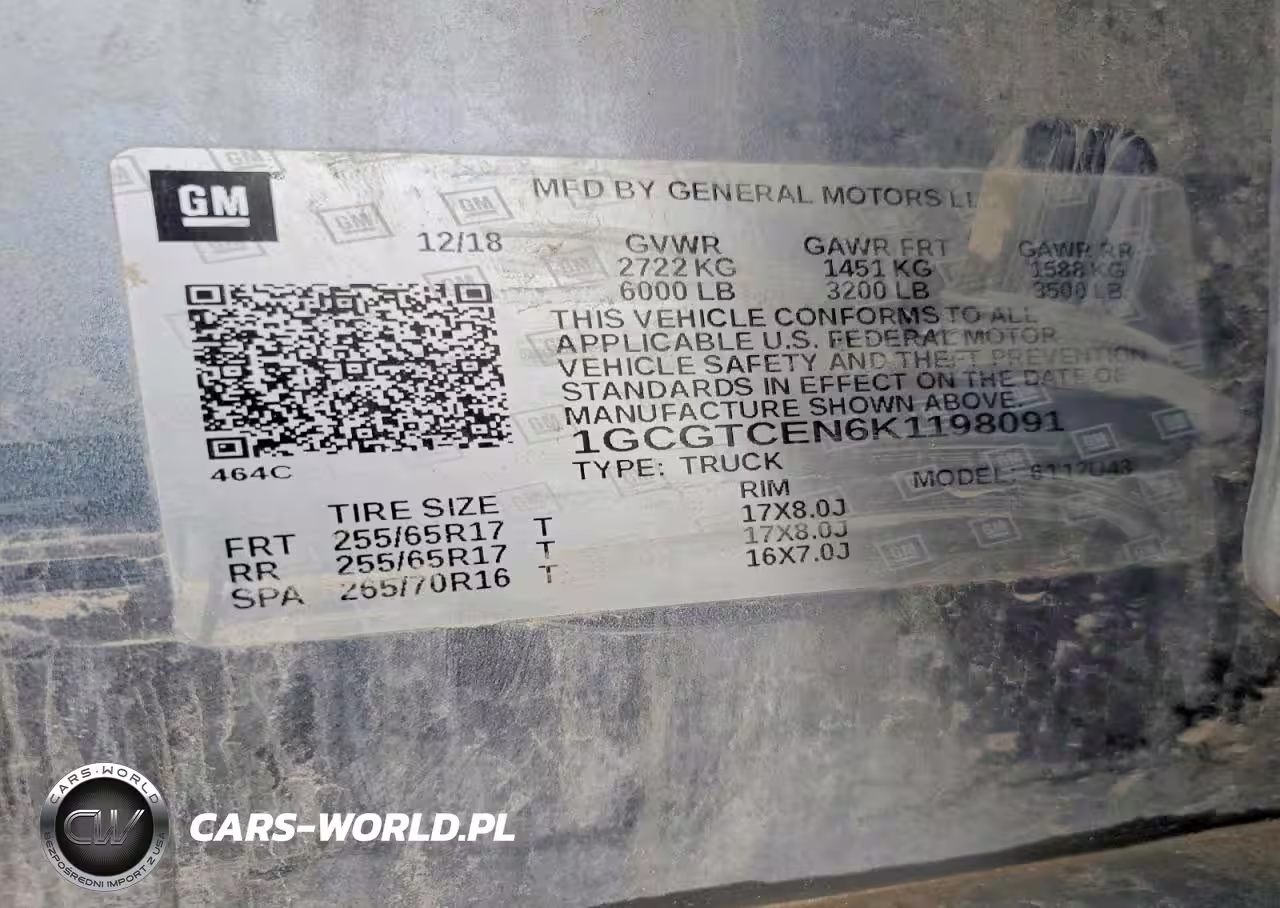 GM
MFD BY GENERAL MOTORS
12/18
GVWR GAWR FRT GAWR RR
2722 KG 1451 KG 1588 KG
6000 LB 3200 LB 3500 LB
THIS VEHICLE CONFORMS TO ALL
APPLICABLE U.S. FEDERAL MOTOR
VEHICLE SAFETY AND THEFT PREVENTION
STANDARDS IN EFFECT ON THE DATE OF
MANUFACTURE SHOWN ABOVE.
1GCGTCEN6K1198091
464C
TYPE: TRUCK MODEL:
TIRE SIZE RIM
FRT 255/65R17 T 17X8.0J
RR 255/65R17 T 17X8.0J
SPA 265/70R16 T 16X7.0J
CARS-WORLD
CW
BEZPOŚREDNI IMPORT Z USA
CARS-WORLD.PL